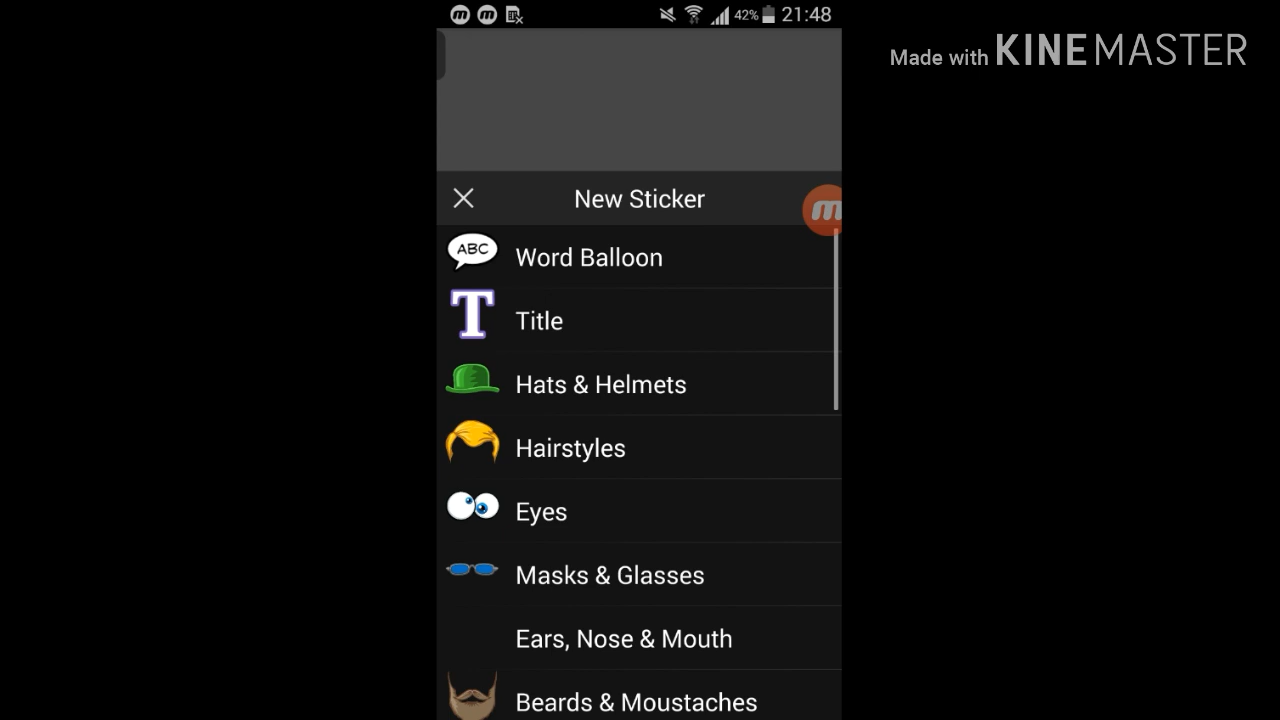 42% 21:48
Made with KINEMASTER
New Sticker
m
ABC
Word Balloon
T
Title
Hats & Helmets
Hairstyles
Eyes
Masks & Glasses
Ears, Nose & Mouth
Beards & Moustaches